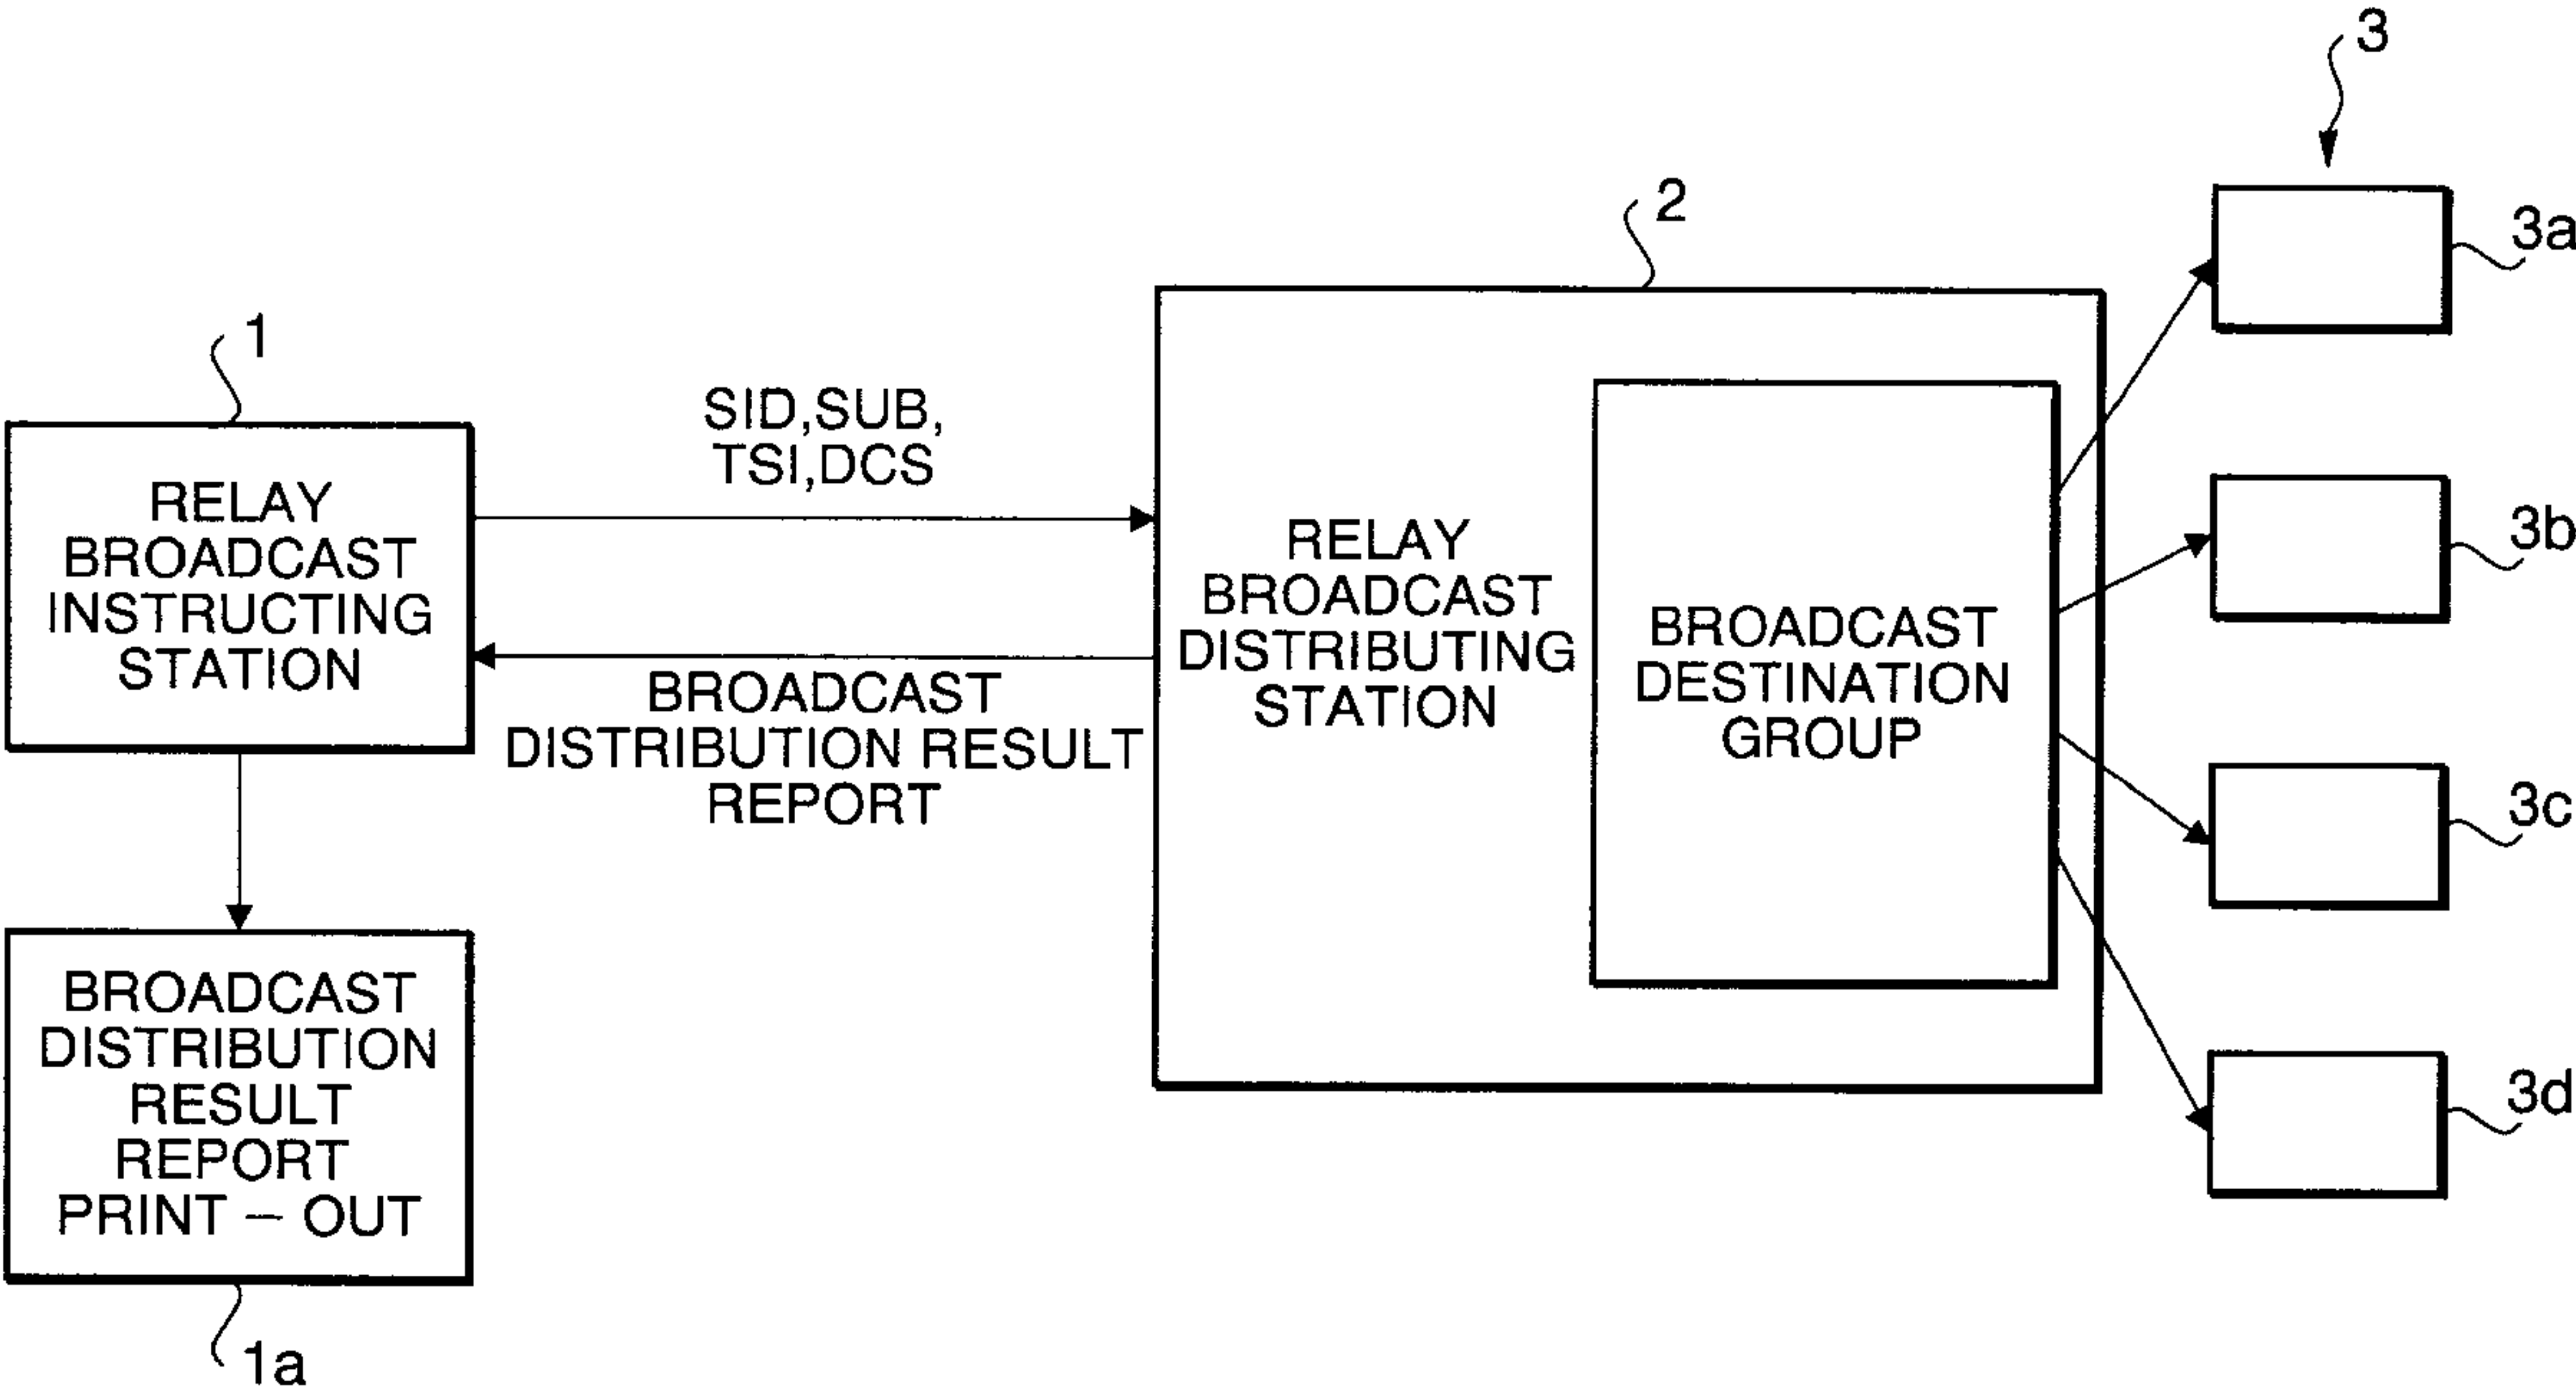 3
3a
2
1
SID,SUB,
TSI,DCS
RELAY
BROADCAST
INSTRUCTING
STATION
BROADCAST
DISTRIBUTION RESULT
REPORT
RELAY
BROADCAST
DISTRIBUTING
STATION
BROADCAST
DESTINATION
GROUP
3b
3c
3d
BROADCAST
DISTRIBUTION
RESULT
REPORT
PRINT – OUT
1a